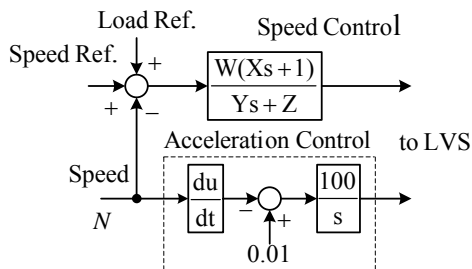 Load Ref.
Speed Control
Speed Ref.
+
+
−
W(Xs+1)
Ys+Z
Acceleration Control
to LVS
Speed
N
du
dt
−
+
100
s
0.01